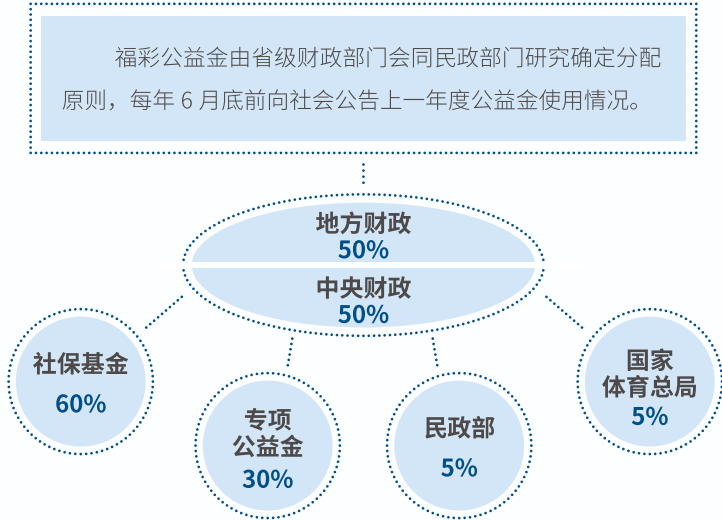 福彩公益金由省级财政部门会同民政部门研究确定分配
原则，每年 6 月底前向社会公告上一年度公益金使用情况。
地方财政
50%
中央财政
50%
社保基金
60%
专项
公益金
30%
民政部
5%
国家
体育总局
5%